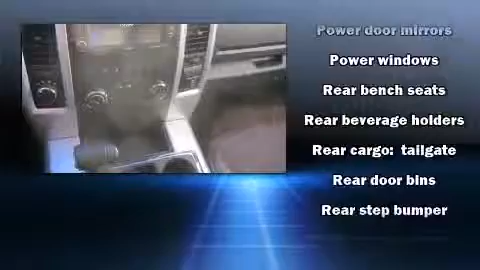 Power door mirrors
Power windows
Rear bench seats
Rear beverage holders
Rear cargo: tailgate
Rear door bins
Rear step bumper